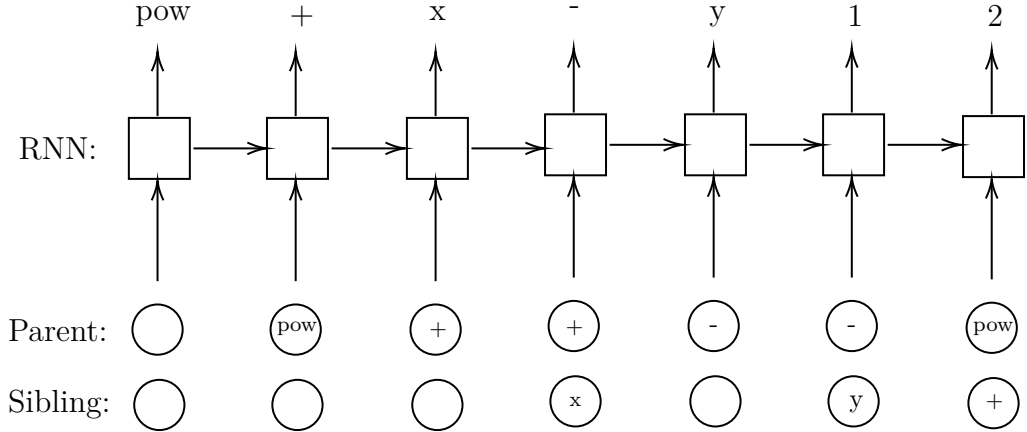 pow + x - y 1 2
RNN:
Parent: pow + + - - pow
Sibling: x y +